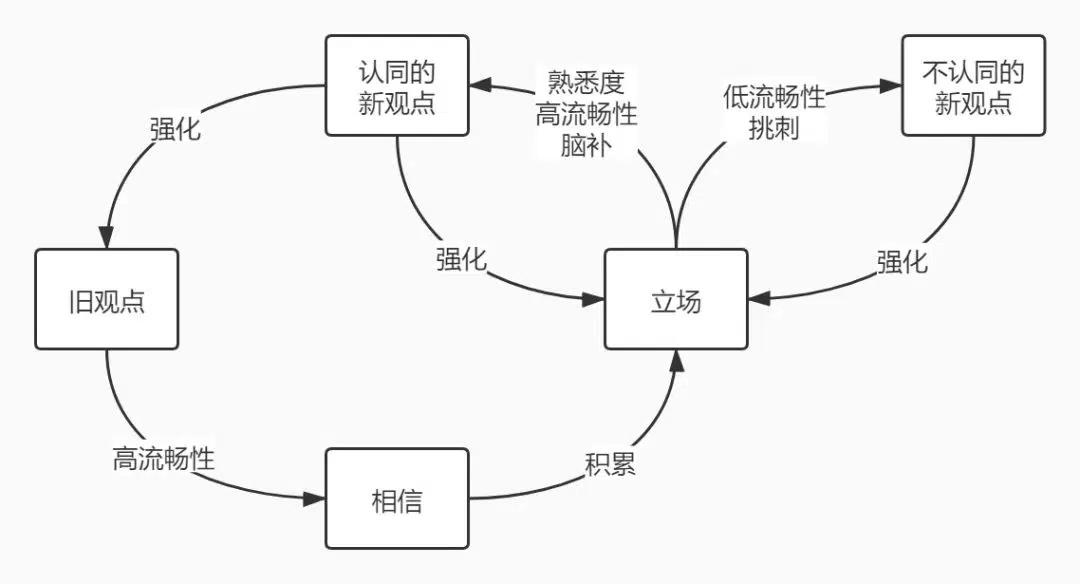 认同的
新观点
不认同的
新观点
熟悉度
高流畅性
脑补
低流畅性
挑刺
强化
强化
强化
旧观点
立场
高流畅性
积累
相信